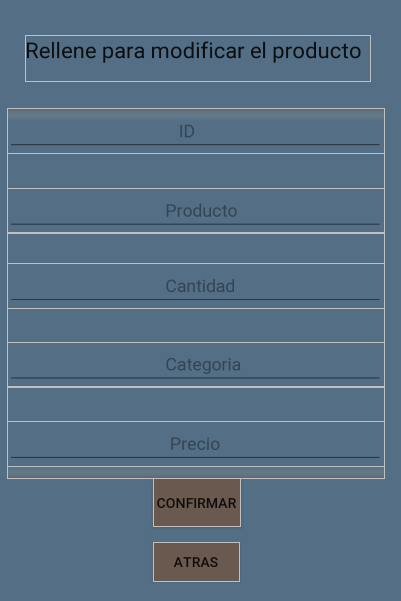 Rellene para modificar el producto
ID
Producto
Cantidad
Categoria
Precio
CONFIRMAR
ATRAS